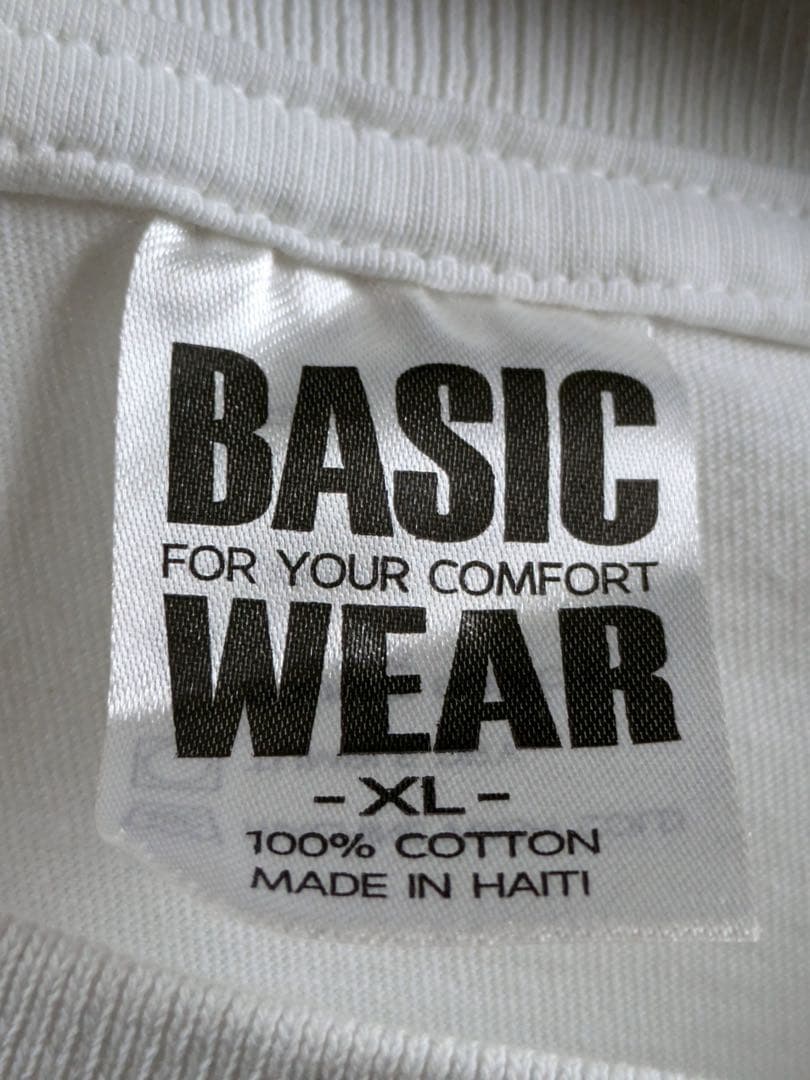 BASIC
FOR YOUR COMFORT
WEAR
-XL-
100% COTTON
MADE IN HAITI